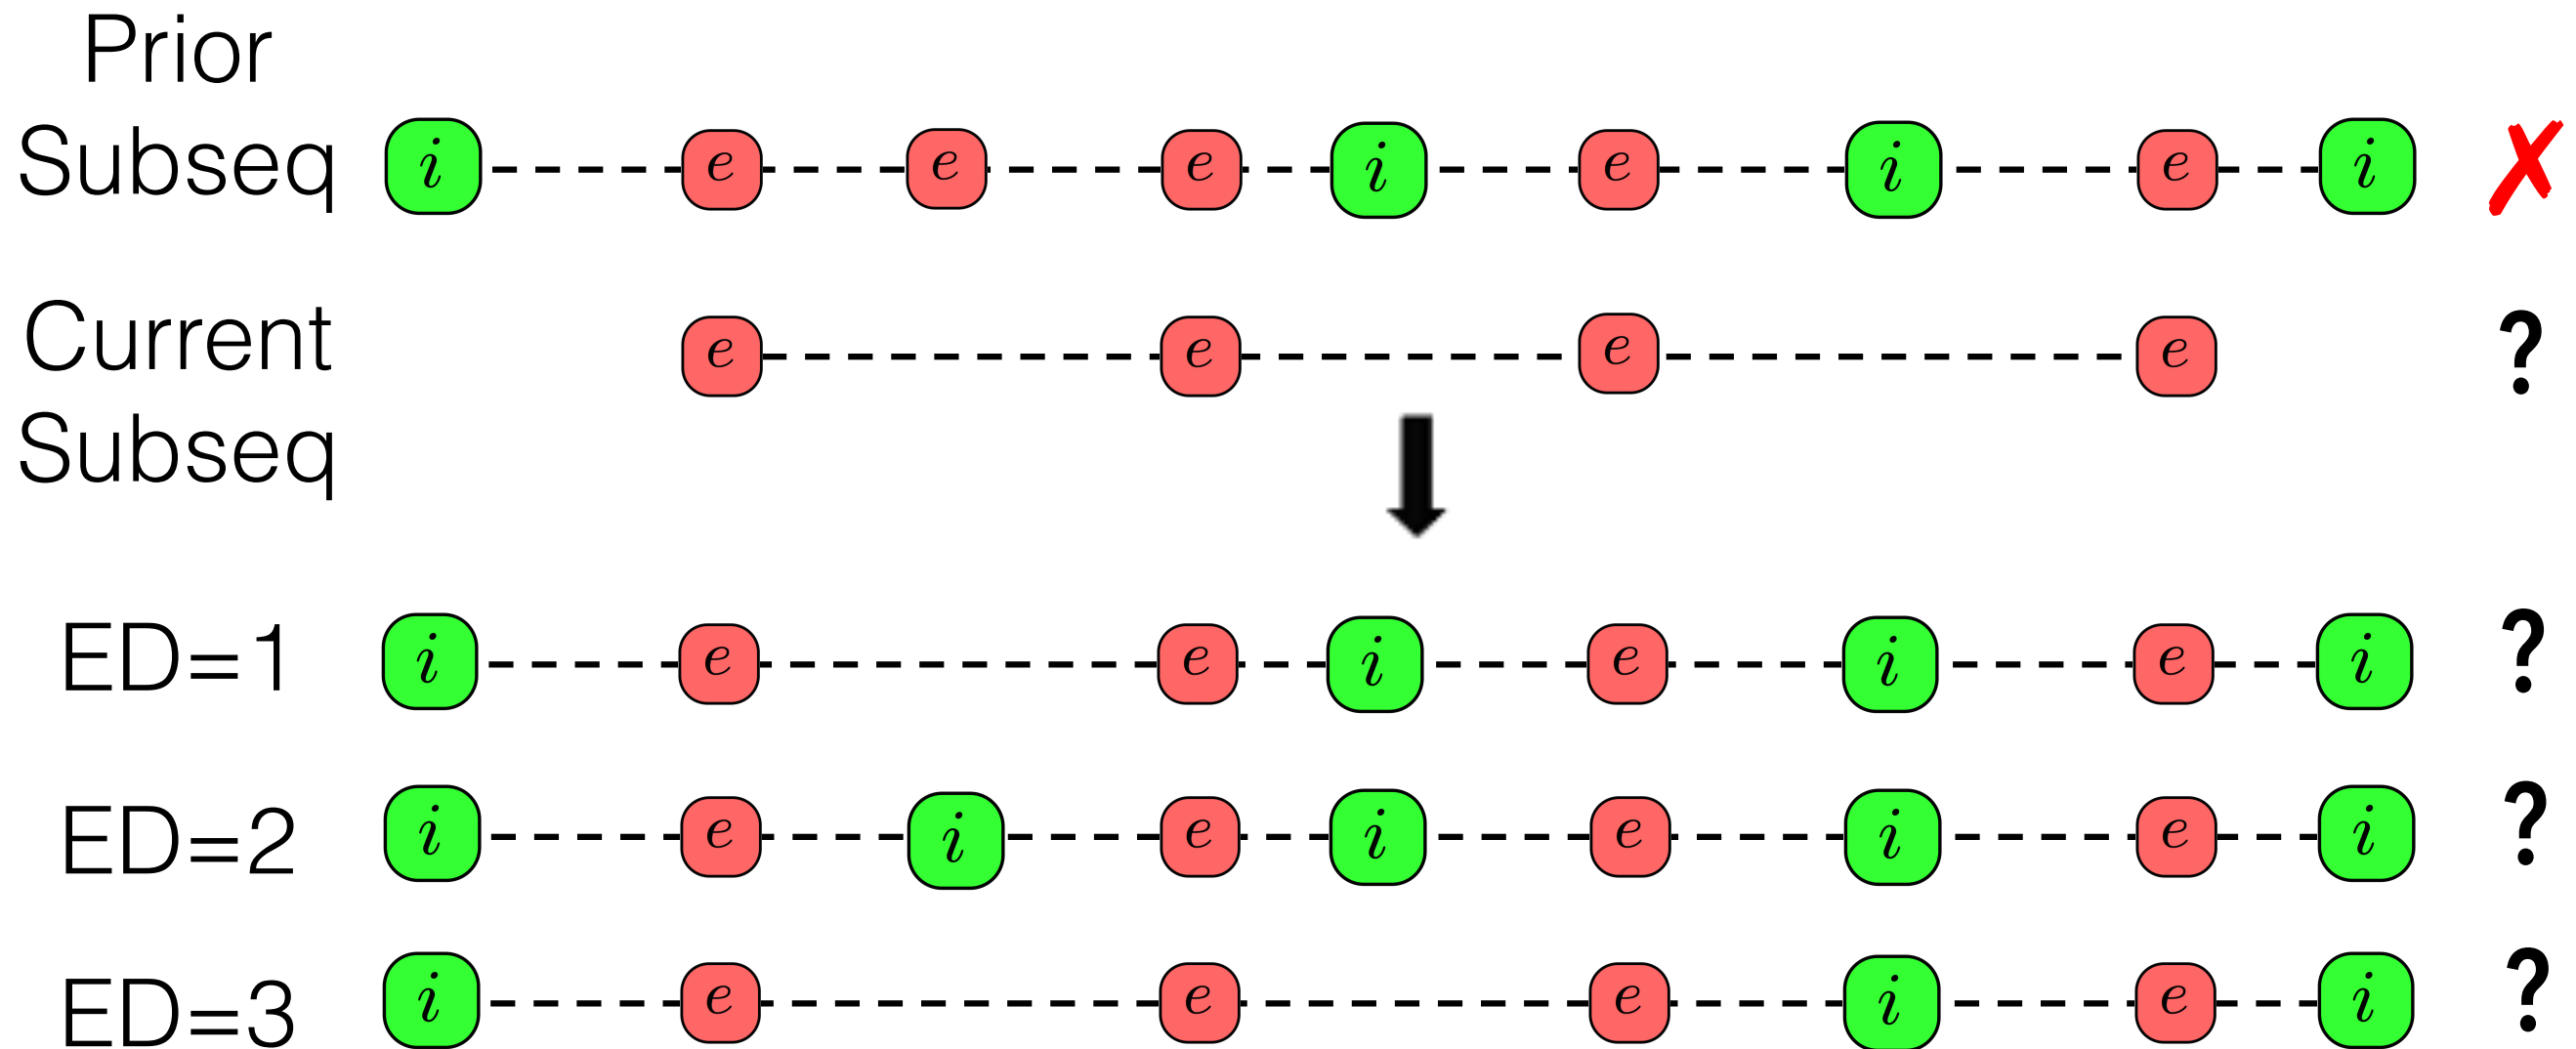 Prior
Subseq i e e e i e i e i ✗
Current
Subseq e e e e ?
ED=1 i e e i e i e i ?
ED=2 i e i e i e i e i ?
ED=3 i e e e i e i ?